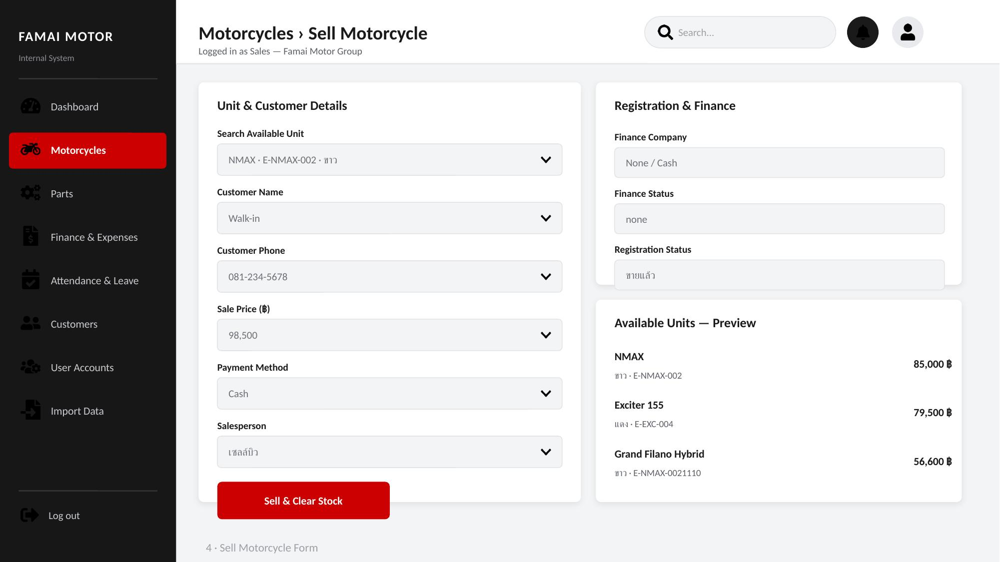 FAMAI MOTOR
Internal System
Dashboard
Motorcycles
Parts
Finance & Expenses
Attendance & Leave
Customers
User Accounts
Import Data
Log out
Motorcycles › Sell Motorcycle
Logged in as Sales — Famai Motor Group
Search...
Unit & Customer Details
Search Available Unit
NMAX · E-NMAX-002 · ขาว
Customer Name
Walk-in
Customer Phone
081-234-5678
Sale Price (฿)
98,500
Payment Method
Cash
Salesperson
เซลล์บิว
Sell & Clear Stock
Registration & Finance
Finance Company
None / Cash
Finance Status
none
Registration Status
ขายแล้ว
Available Units — Preview
NMAX
85,000 ฿
ขาว · E-NMAX-002
Exciter 155
79,500 ฿
แดง · E-EXC-004
Grand Filano Hybrid
56,600 ฿
ขาว · E-NMAX-0021110
4 · Sell Motorcycle Form